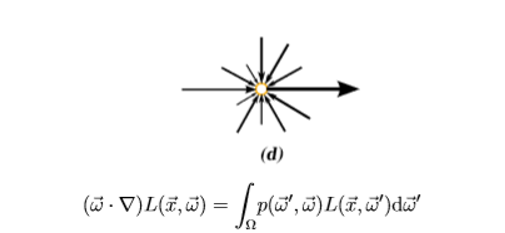 (d)
(ω⃗ · ∇)L(x⃗, ω⃗) = ∫_Ω p(ω⃗′, ω⃗)L(x⃗, ω⃗′)dω⃗′